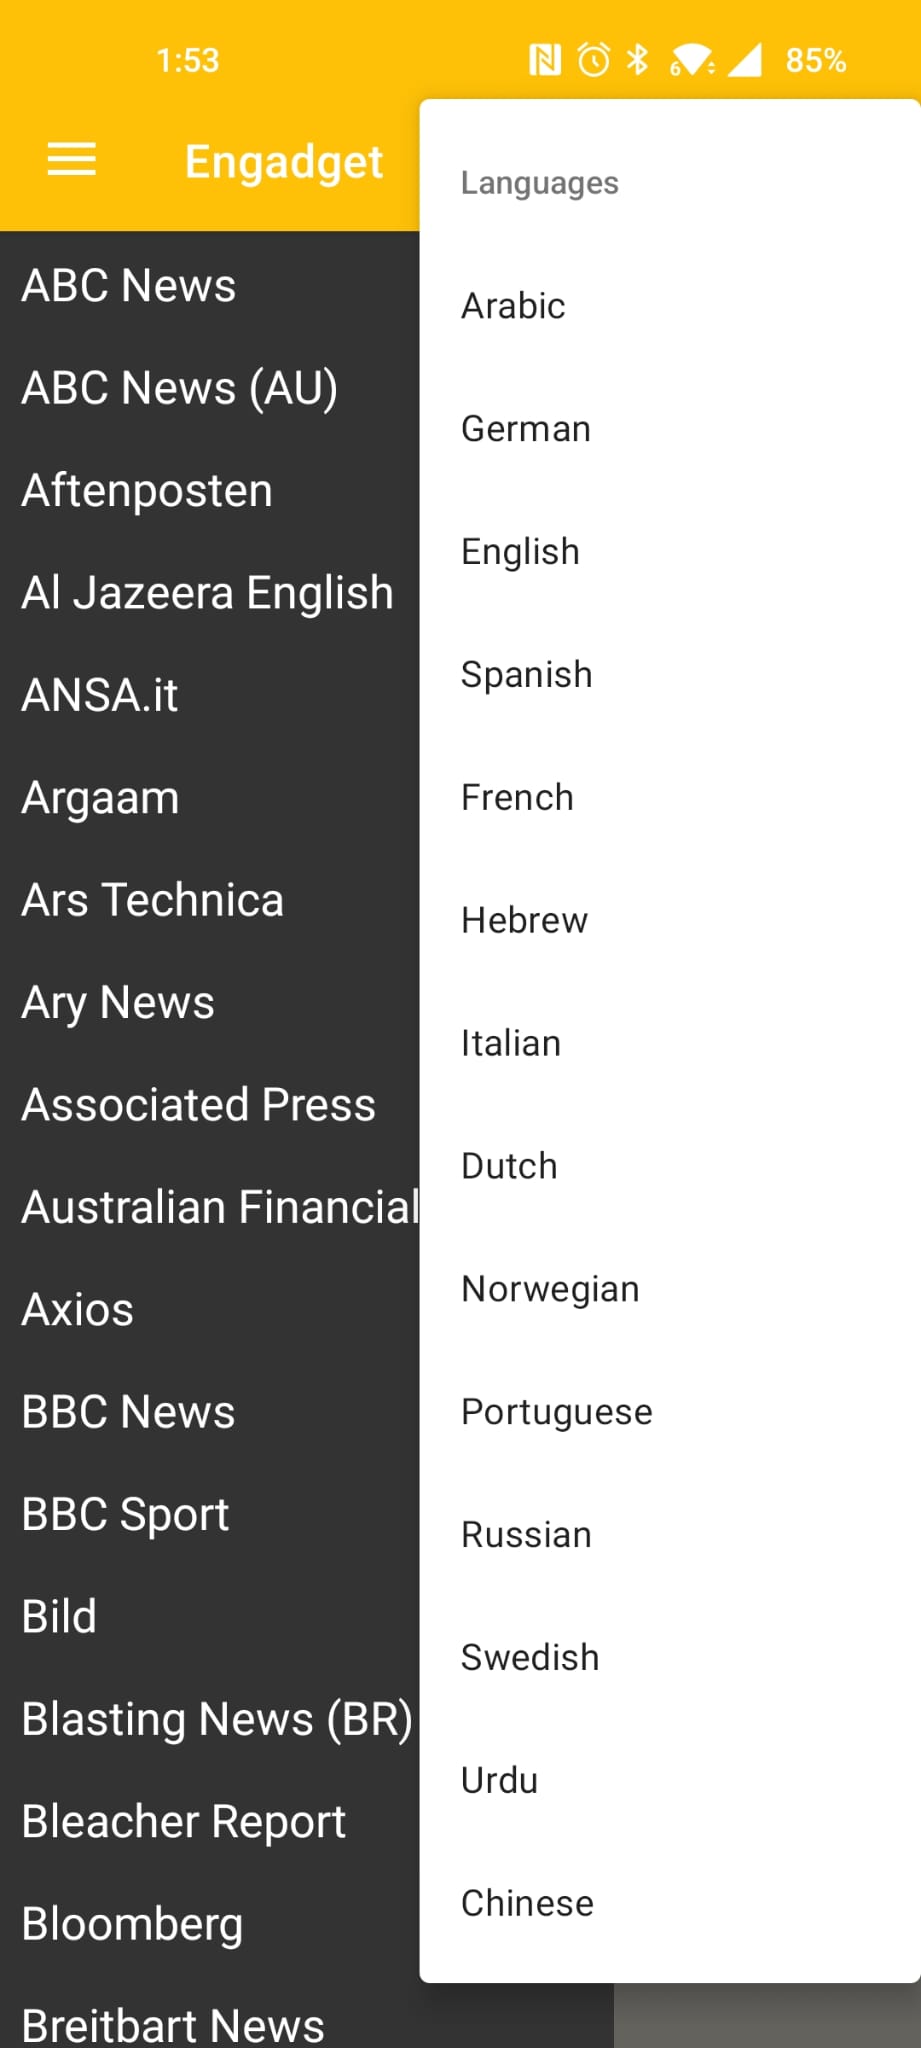 1:53
6
85%
Engadget
ABC News
ABC News (AU)
Aftenposten
Al Jazeera English
ANSA.it
Argaam
Ars Technica
Ary News
Associated Press
Australian Financial
Axios
BBC News
BBC Sport
Bild
Blasting News (BR)
Bleacher Report
Bloomberg
Breitbart News
Languages
Arabic
German
English
Spanish
French
Hebrew
Italian
Dutch
Norwegian
Portuguese
Russian
Swedish
Urdu
Chinese